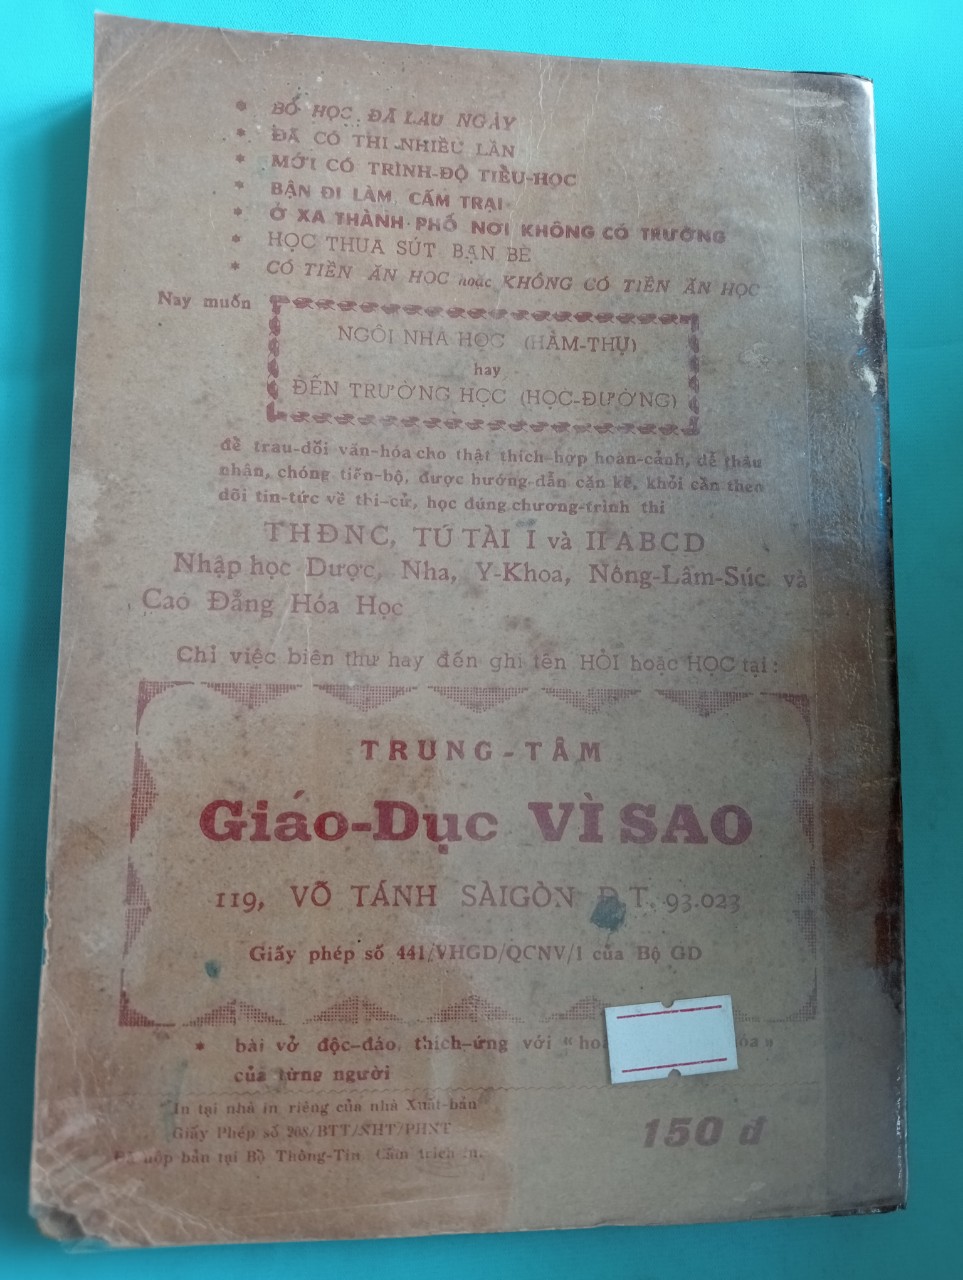 * BỎ HỌC ĐÃ LÂU NGÀY
* ĐÃ CÓ THI NHIỀU LẦN
* MỚI CÓ TRÌNH-ĐỘ TIỂU-HỌC
* BẬN ĐI LÀM, CẤM TRẠI
* Ở XA THÀNH PHỐ NƠI KHÔNG CÓ TRƯỜNG
* HỌC THUA SÚT BẠN BÈ
* CÓ TIỀN ĂN HỌC hoặc KHÔNG CÓ TIỀN ĂN HỌC
Nay muốn
NGỒI NHÀ HỌC (HÀM-THỤ)
hay
ĐẾN TRƯỜNG HỌC (HỌC-ĐƯỜNG)
để trau-dồi văn-hóa cho thật thích-hợp hoàn-cảnh, dễ thâu
nhận, chóng tiến-bộ, được hướng-dẫn cặn kẽ, khỏi cần theo
dõi tin-tức về thi-cử, học đúng chương-trình thi
THĐNC, TÚ TÀI I và II ABCD
Nhập học Dược, Nha, Y-Khoa, Nông-Lâm-Súc và
Cao Đẳng Hóa Học
Chỉ việc biên thư hay đến ghi tên HỎI hoặc HỌC tại :
TRUNG-TÂM
Giáo-Dục VÌ SAO
119, VÕ TÁNH SÀIGÒN Đ.T. 93.023
Giấy phép số 441/VHGD/QCNV/1 của Bộ GD
* bài vở độc-đáo, thích-ứng với «
của từng người
In tại nhà in riêng của nhà Xuất-bản
Giấy Phép số 208/BTT/NHT/PHNT
Đã nộp bản tại Bộ Thông-Tin Cấm trích in.
150 đ